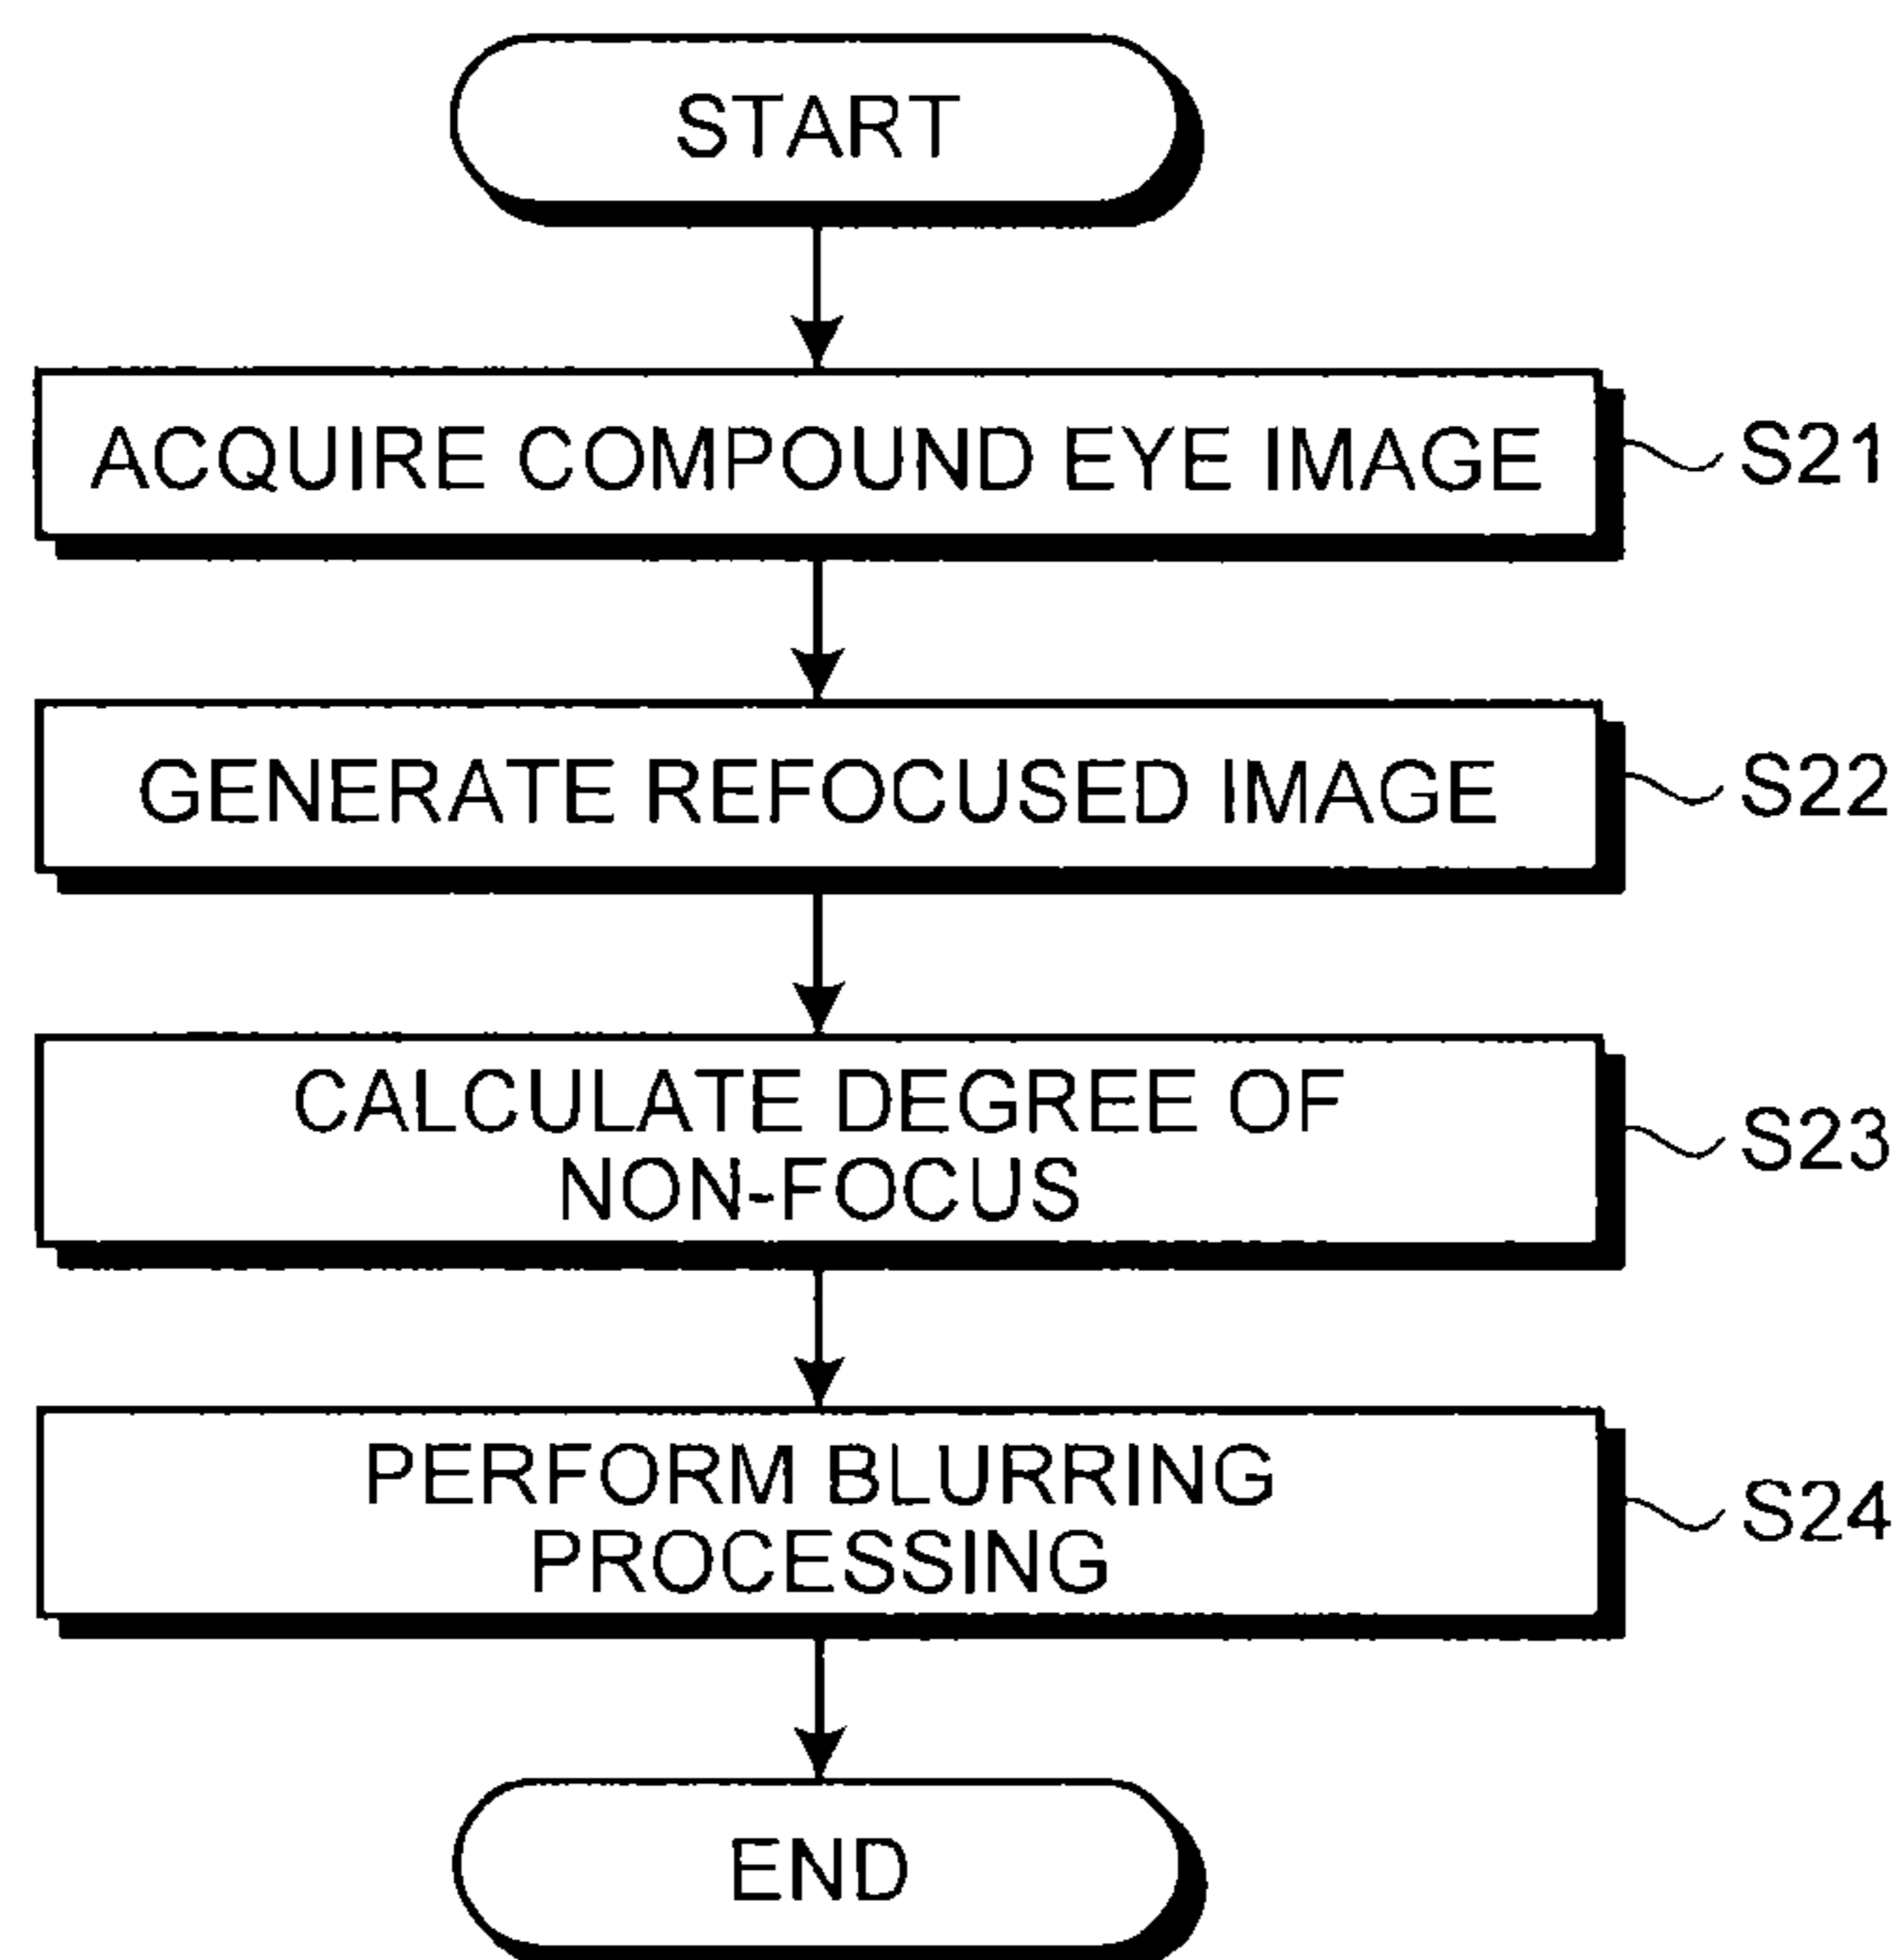 START
ACQUIRE COMPOUND EYE IMAGE
S21
GENERATE REFOCUSED IMAGE
S22
CALCULATE DEGREE OF
NON-FOCUS
S23
PERFORM BLURRING
PROCESSING
S24
END